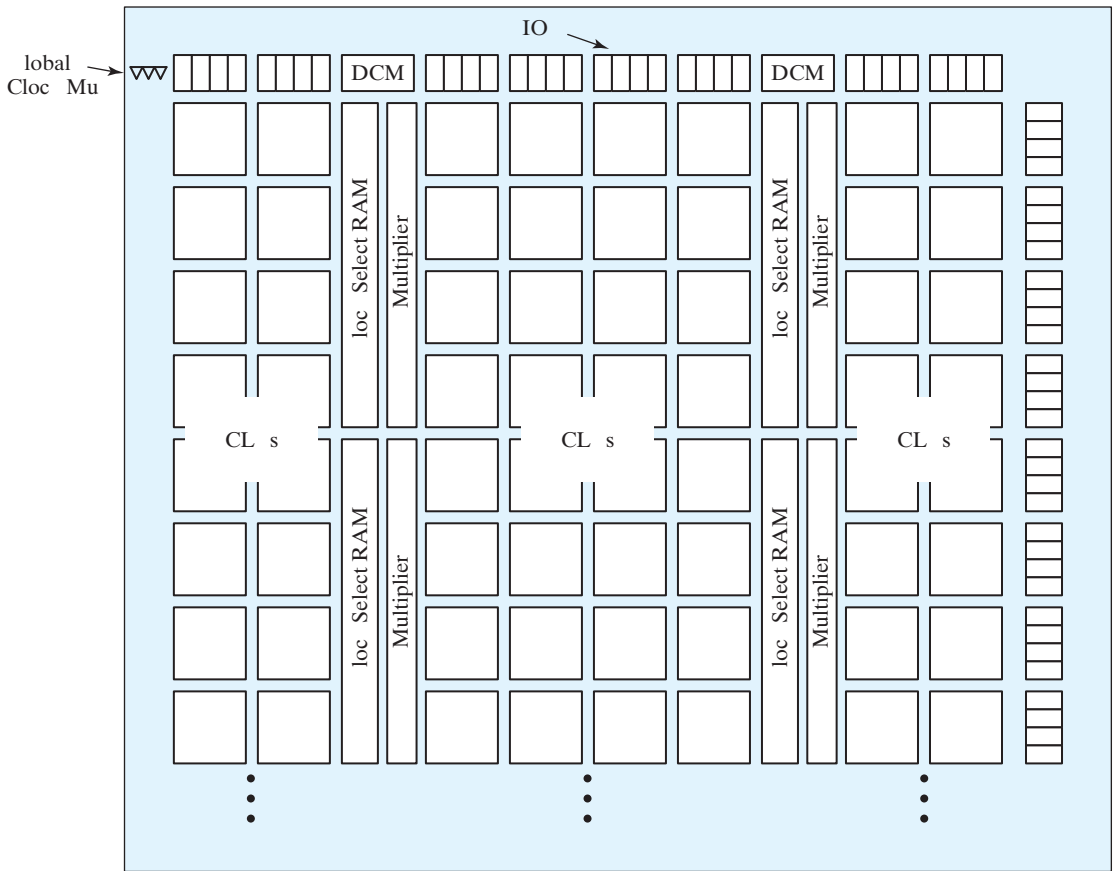 IO
lobal
Cloc Mu
DCM
DCM
loc Select RAM
Multiplier
loc Select RAM
Multiplier
CL s
CL s
CL s
loc Select RAM
Multiplier
loc Select RAM
Multiplier